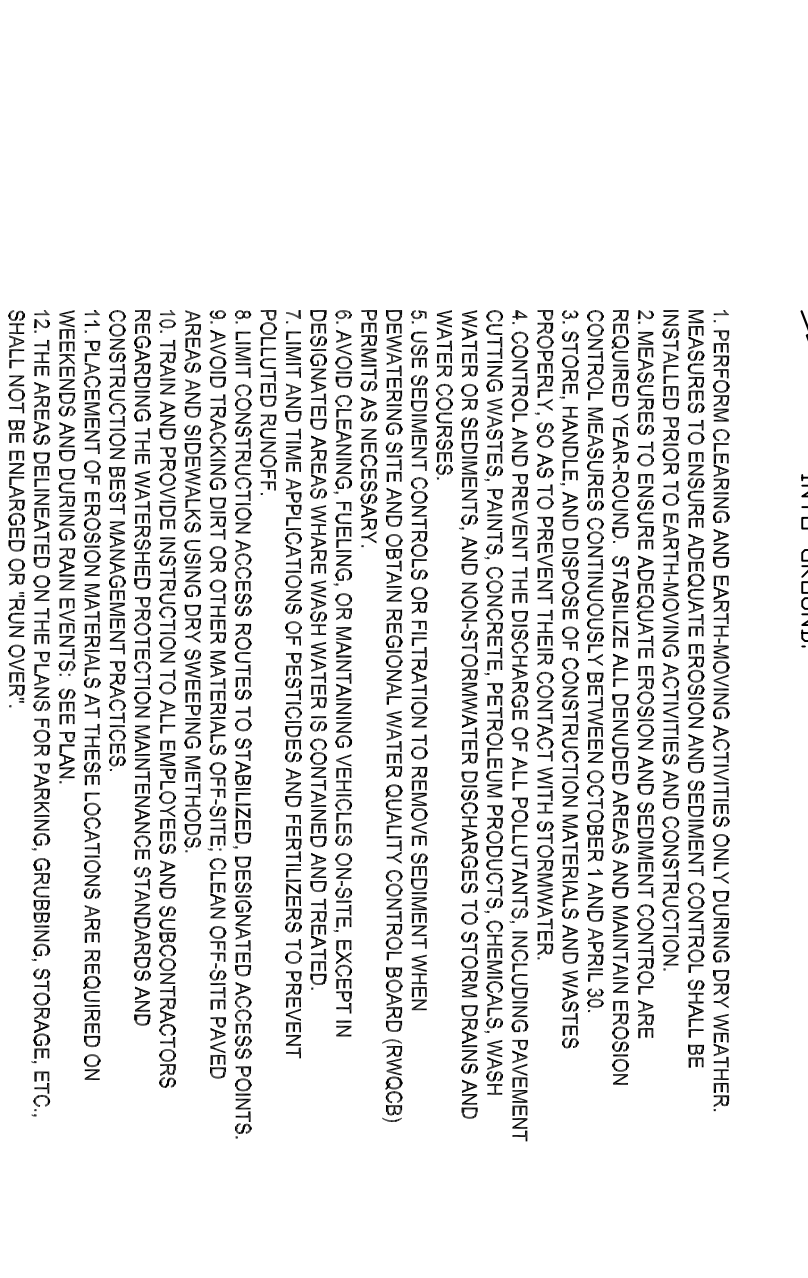 1. PERFORM CLEARING AND EARTH-MOVING ACTIVITIES ONLY DURING DRY WEATHER.
MEASURES TO ENSURE ADEQUATE EROSION AND SEDIMENT CONTROL SHALL BE
INSTALLED PRIOR TO EARTH-MOVING ACTIVITIES AND CONSTRUCTION.
2. MEASURES TO ENSURE ADEQUATE EROSION AND SEDIMENT CONTROL ARE
REQUIRED YEAR-ROUND. STABILIZE ALL DENUDED AREAS AND MAINTAIN EROSION
CONTROL MEASURES CONTINUOUSLY BETWEEN OCTOBER 1 AND APRIL 30.
3. STORE, HANDLE, AND DISPOSE OF CONSTRUCTION MATERIALS AND WASTES
PROPERLY, SO AS TO PREVENT THEIR CONTACT WITH STORMWATER.
4. CONTROL AND PREVENT THE DISCHARGE OF ALL POLLUTANTS, INCLUDING PAVEMENT
CUTTING WASTES, PAINTS, CONCRETE, PETROLEUM PRODUCTS, CHEMICALS, WASH
WATER OR SEDIMENTS, AND NON-STORMWATER DISCHARGES TO STORM DRAINS AND
WATER COURSES.
5. USE SEDIMENT CONTROLS OR FILTRATION TO REMOVE SEDIMENT WHEN
DEWATERING SITE AND OBTAIN REGIONAL WATER QUALITY CONTROL BOARD (RWQCB)
PERMITS AS NECESSARY.
6. AVOID CLEANING, FUELING, OR MAINTAINING VEHICLES ON-SITE, EXCEPT IN
DESIGNATED AREAS WHARE WASH WATER IS CONTAINED AND TREATED.
7. LIMIT AND TIME APPLICATIONS OF PESTICIDES AND FERTILIZERS TO PREVENT
POLLUTED RUNOFF.
8. LIMIT CONSTRUCTION ACCESS ROUTES TO STABILIZED, DESIGNATED ACCESS POINTS.
9. AVOID TRACKING DIRT OR OTHER MATERIALS OFF-SITE; CLEAN OFF-SITE PAVED
AREAS AND SIDEWALKS USING DRY SWEEPING METHODS.
10. TRAIN AND PROVIDE INSTRUCTION TO ALL EMPLOYEES AND SUBCONTRACTORS
REGARDING THE WATERSHED PROTECTION MAINTENANCE STANDARDS AND
CONSTRUCTION BEST MANAGEMENT PRACTICES.
11. PLACEMENT OF EROSION MATERIALS AT THESE LOCATIONS ARE REQUIRED ON
WEEKENDS AND DURING RAIN EVENTS: SEE PLAN.
12. THE AREAS DELINEATED ON THE PLANS FOR PARKING, GRUBBING, STORAGE, ETC.,
SHALL NOT BE ENLARGED OR "RUN OVER".